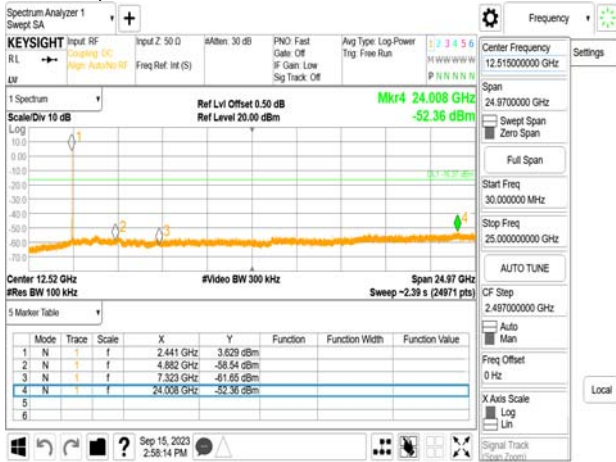 Spectrum Analyzer 1
Swept SA
+
Frequency
KEYSIGHT
RL
Input: RF
Coupling: DC
Align: Auto/No RF
Input Z: 50 Ω
Freq Ref: Int (S)
#Atten: 30 dB
PNO: Fast
Gate: Off
IF Gain: Low
Sig Track: Off
Avg Type: Log-Power
Trig: Free Run
1 2 3 4 5 6
M W W W W W
P N N N N N
1 Spectrum
Scale/Div 10 dB
Ref Lvl Offset 0.50 dB
Ref Level 20.00 dBm
Mkr4 24.008 GHz
-52.36 dBm
Log
10.0
0.00
-10.0
-20.0
-30.0
-40.0
-50.0
-60.0
-70.0
1
2
3
4
Center 12.52 GHz
#Res BW 100 kHz
#Video BW 300 kHz
Span 24.97 GHz
Sweep ~2.39 s (24971 pts)
5 Marker Table
Mode Trace Scale X Y Function Function Width Function Value
1 N 1 f 2.441 GHz 3.629 dBm
2 N 1 f 4.882 GHz -58.54 dBm
3 N 1 f 7.323 GHz -61.65 dBm
4 N 1 f 24.008 GHz -52.36 dBm
5
6
?
Sep 15, 2023
2:58:14 PM
Center Frequency
12.515000000 GHz
Settings
Span
24.9700000 GHz
Swept Span
Zero Span
Full Span
Start Freq
30.000000 MHz
Stop Freq
25.000000000 GHz
AUTO TUNE
CF Step
2.497000000 GHz
Auto
Man
Freq Offset
0 Hz
X Axis Scale
Log
Lin
Local
Signal Track
(Span Zoom)